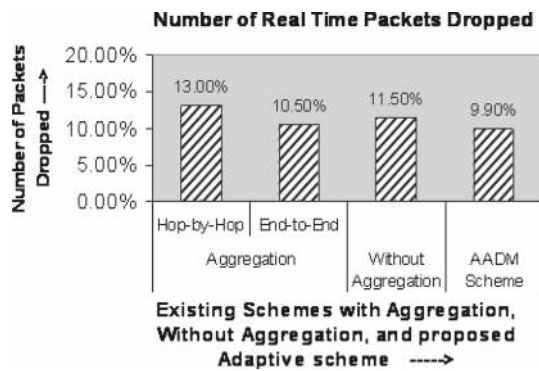 Number of Real Time Packets Dropped
Number of Packets
Dropped ---->
20.00%
15.00%
10.00%
5.00%
0.00%
13.00%
10.50%
11.50%
9.90%
Hop-by-Hop
End-to-End
Aggregation
Without
Aggregation
AADM
Scheme
Existing Schemes with Aggregation,
Without Aggregation, and proposed
Adaptive scheme ----->